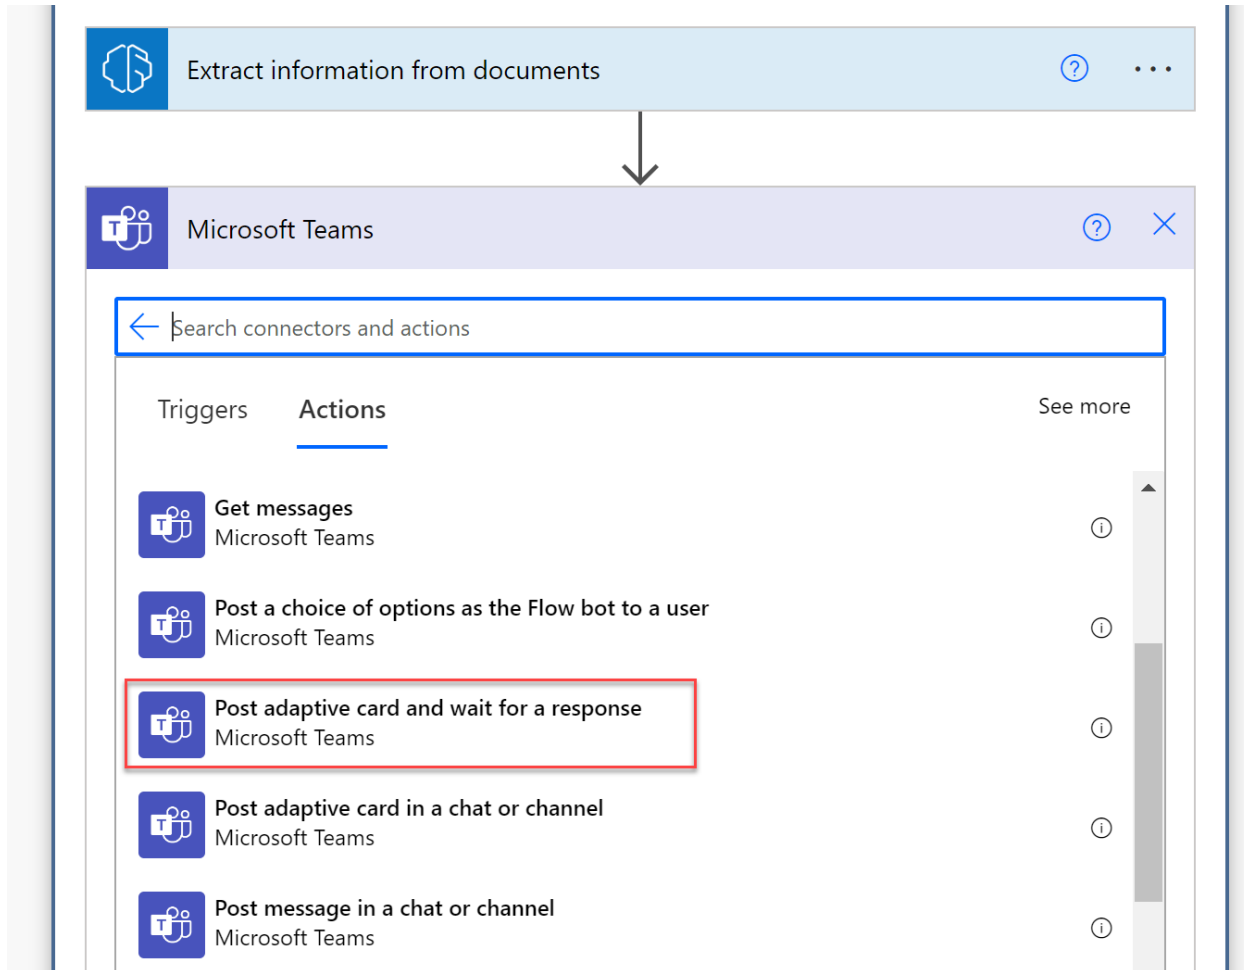 Extract information from documents
Microsoft Teams
Search connectors and actions
Triggers Actions See more
Get messages
Microsoft Teams
Post a choice of options as the Flow bot to a user
Microsoft Teams
Post adaptive card and wait for a response
Microsoft Teams
Post adaptive card in a chat or channel
Microsoft Teams
Post message in a chat or channel
Microsoft Teams